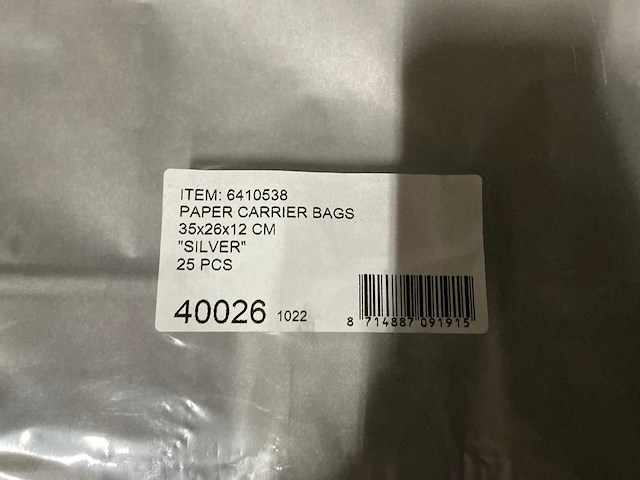 ITEM: 6410538
PAPER CARRIER BAGS
35x26x12 CM
"SILVER"
25 PCS
40026 1022
8 714887 091915